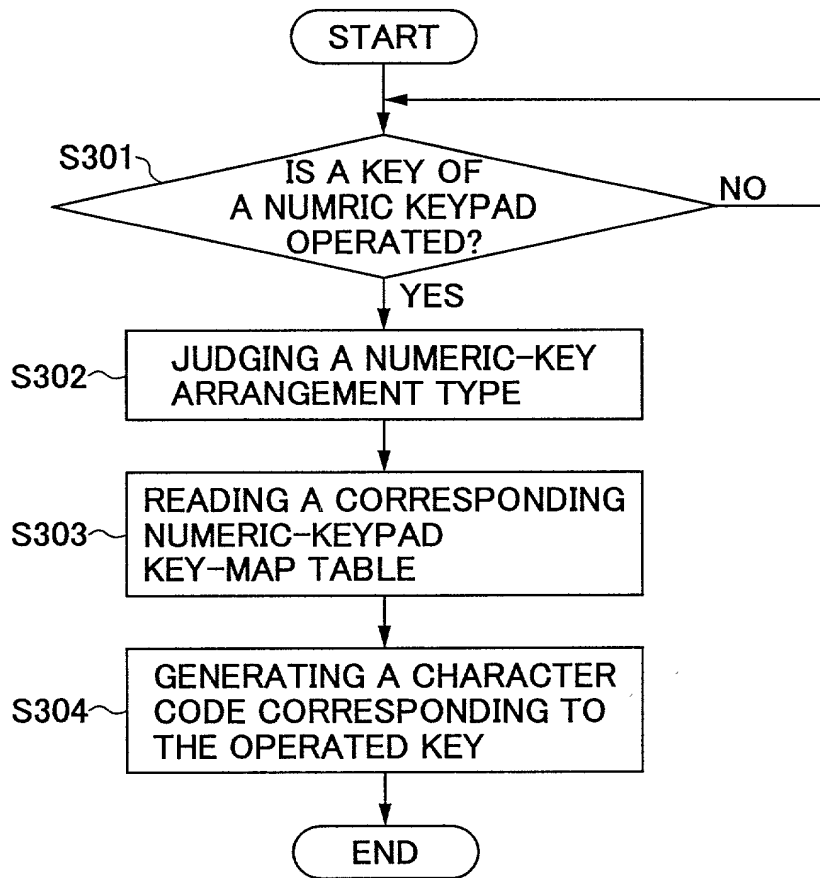 START
S301
IS A KEY OF
A NUMRIC KEYPAD
OPERATED?
NO
YES
S302
JUDGING A NUMERIC-KEY
ARRANGEMENT TYPE
S303
READING A CORRESPONDING
NUMERIC-KEYPAD
KEY-MAP TABLE
S304
GENERATING A CHARACTER
CODE CORRESPONDING TO
THE OPERATED KEY
END